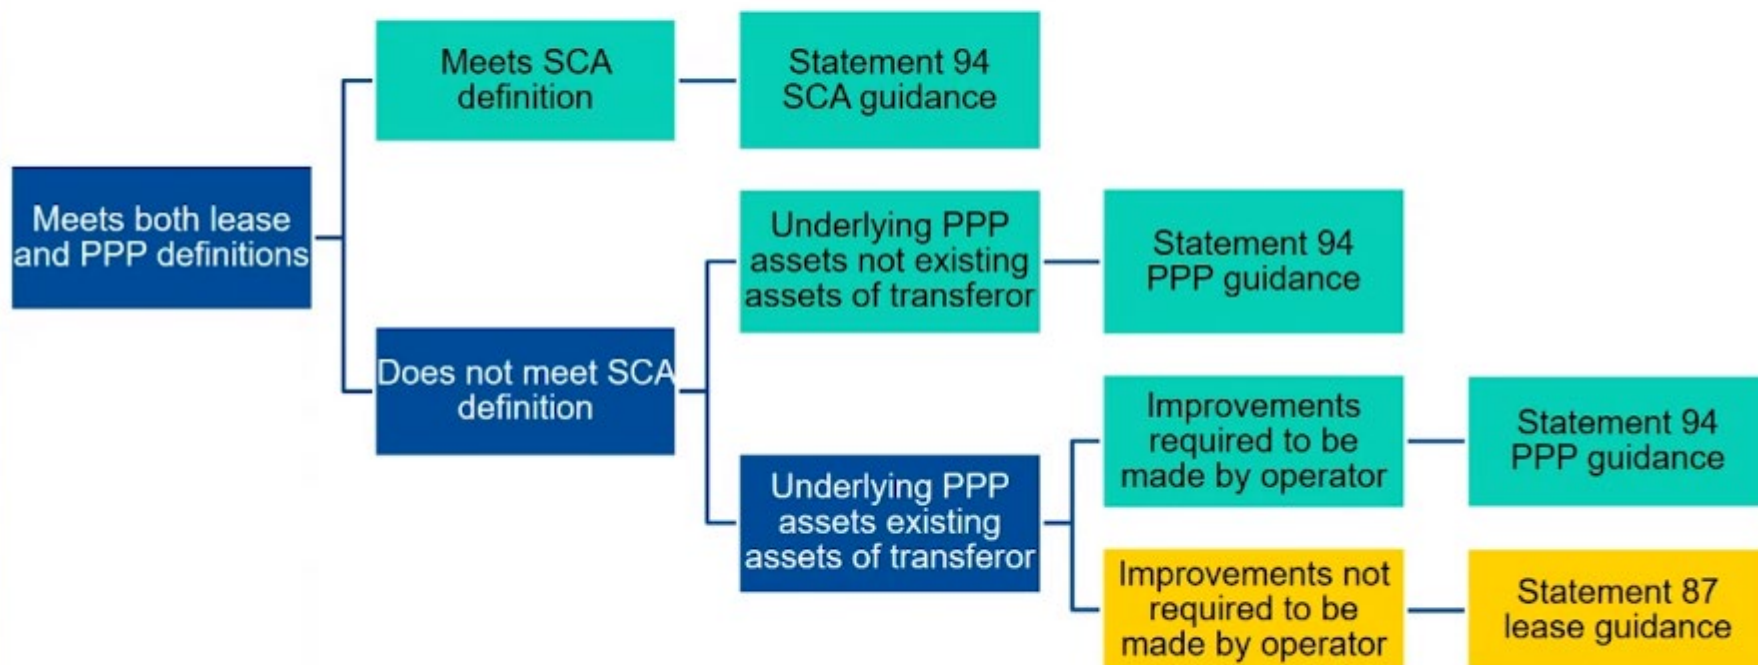 Meets SCA
definition
Statement 94
SCA guidance
Meets both lease
and PPP definitions
Underlying PPP
assets not existing
assets of transferor
Statement 94
PPP guidance
Does not meet SCA
definition
Improvements
required to be
made by operator
Statement 94
PPP guidance
Underlying PPP
assets existing
assets of transferor
Improvements not
required to be
made by operator
Statement 87
lease guidance